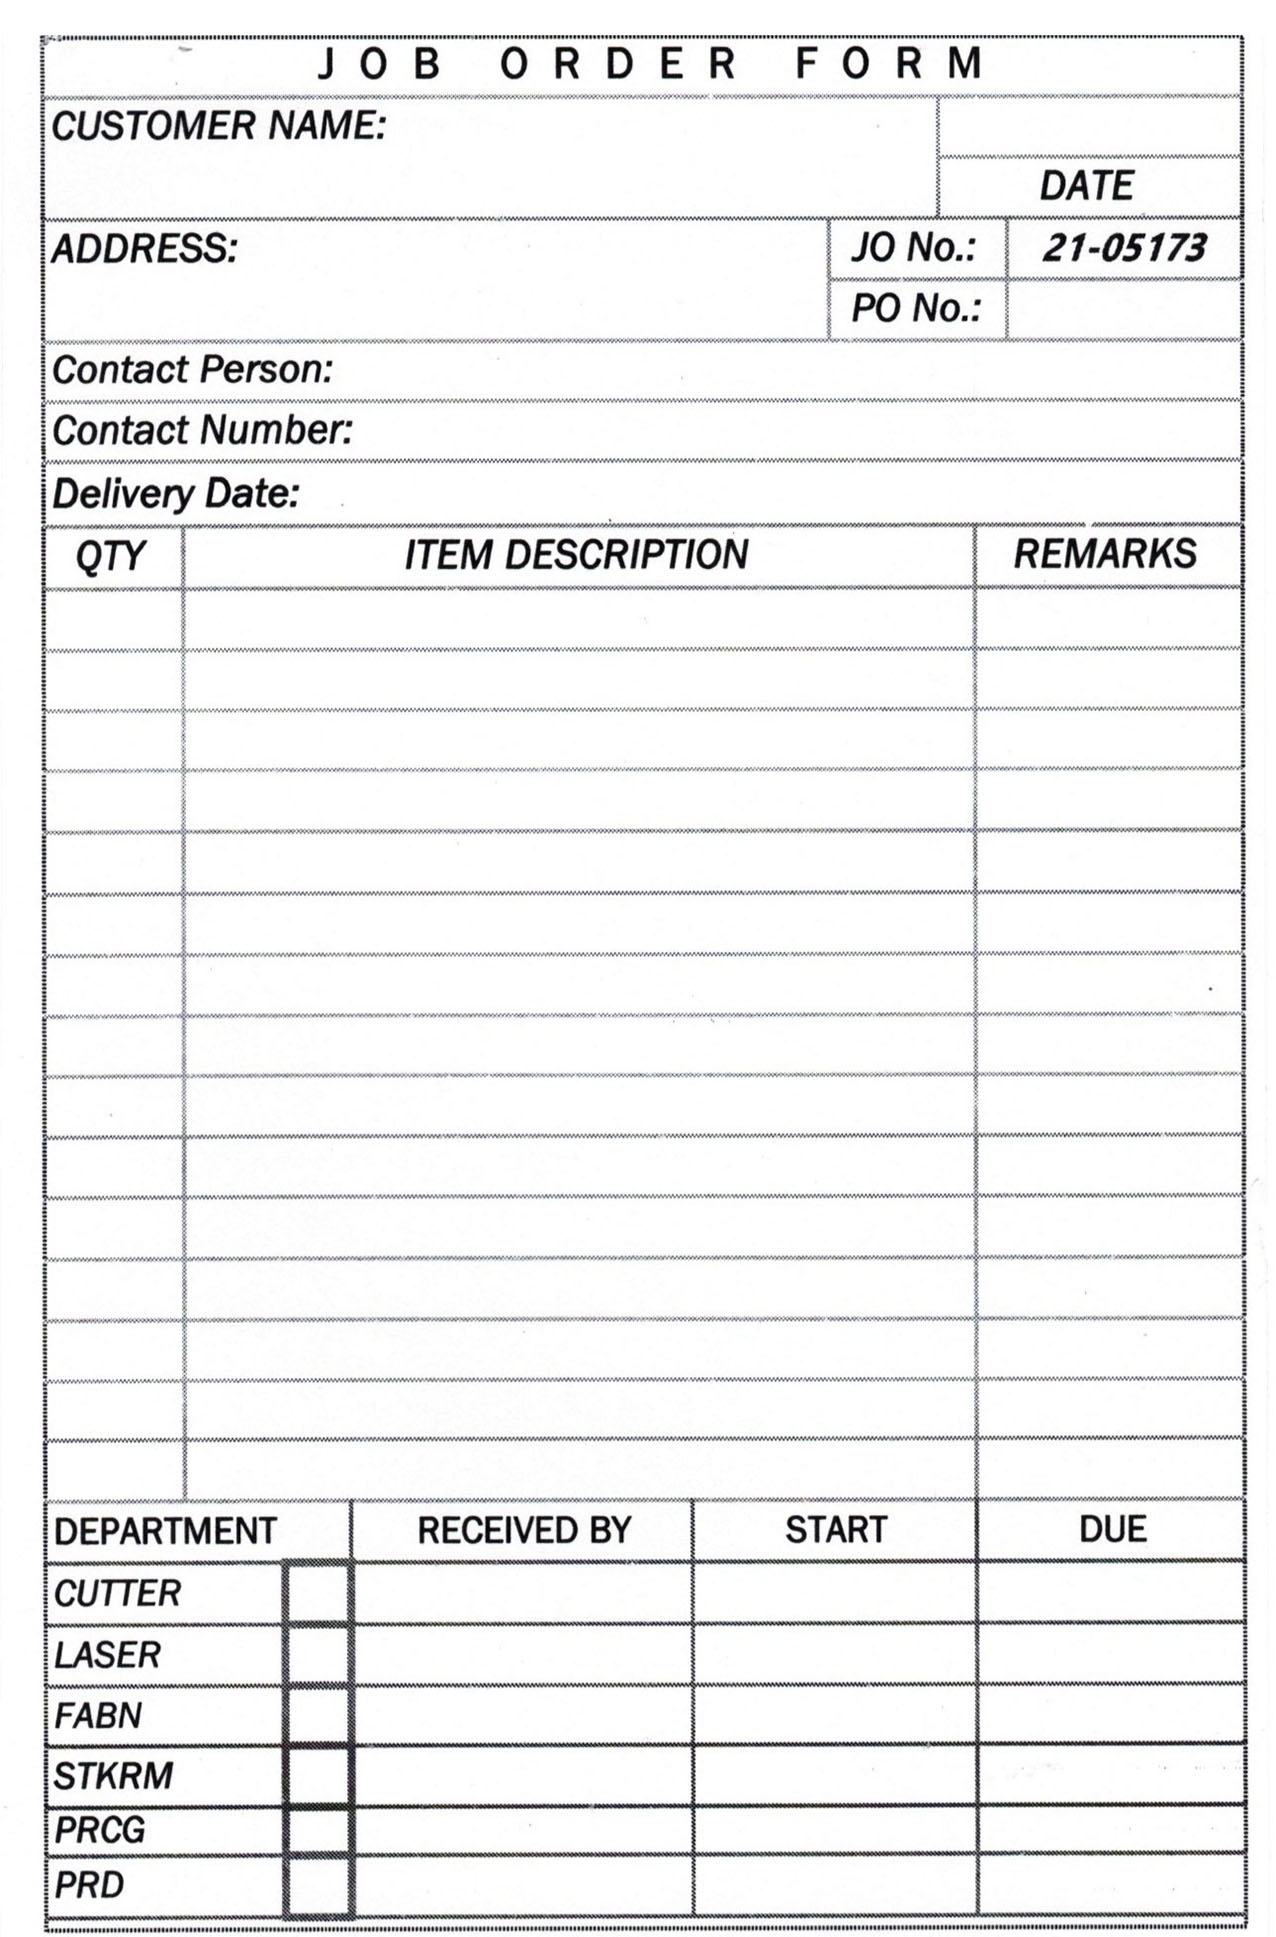 JOB ORDER FORM
CUSTOMER NAME:
DATE
ADDRESS:
JO No.: 21-05173
PO No.:
Contact Person:
Contact Number:
Delivery Date:
QTY ITEM DESCRIPTION REMARKS
DEPARTMENT RECEIVED BY START DUE
CUTTER
LASER
FABN
STKRM
PRCG
PRD